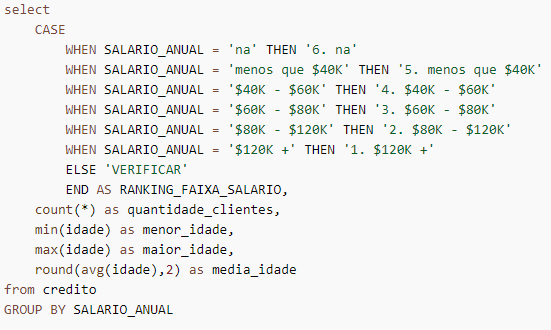 select
    CASE
        WHEN SALARIO_ANUAL = 'na' THEN '6. na'
        WHEN SALARIO_ANUAL = 'menos que $40K' THEN '5. menos que $40K'
        WHEN SALARIO_ANUAL = '$40K - $60K' THEN '4. $40K - $60K'
        WHEN SALARIO_ANUAL = '$60K - $80K' THEN '3. $60K - $80K'
        WHEN SALARIO_ANUAL = '$80K - $120K' THEN '2. $80K - $120K'
        WHEN SALARIO_ANUAL = '$120K +' THEN '1. $120K +'
        ELSE 'VERIFICAR'
        END AS RANKING_FAIXA_SALARIO,
    count(*) as quantidade_clientes,
    min(idade) as menor_idade,
    max(idade) as maior_idade,
    round(avg(idade),2) as media_idade
from credito
GROUP BY SALARIO_ANUAL